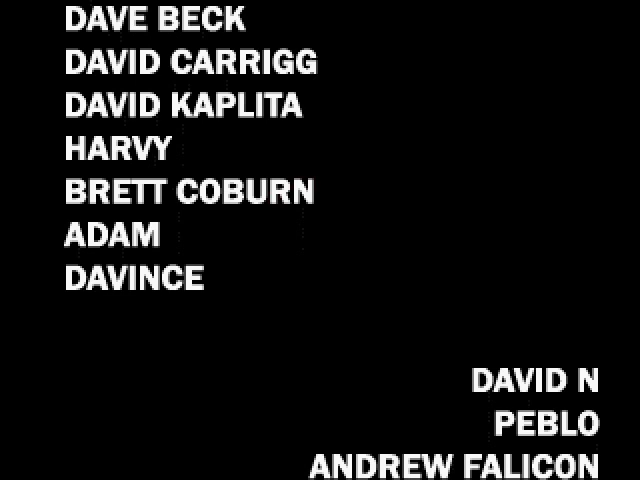 DAVE BECK
DAVID CARRIGG
DAVID KAPLITA
HARVY
BRETT COBURN
ADAM
DAVINCE
DAVID N
PEBLO
ANDREW FALICON